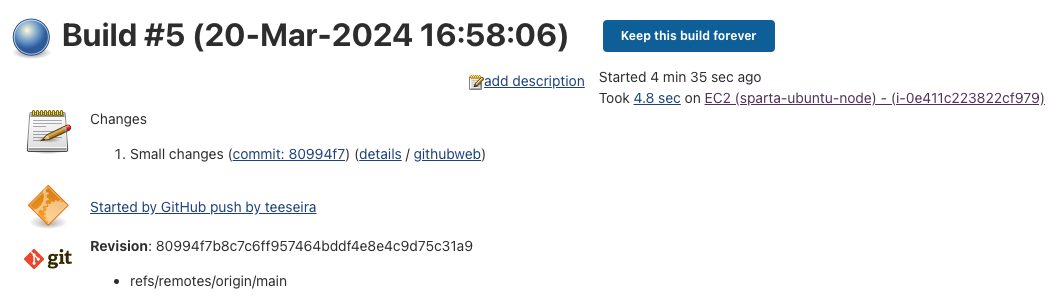 Build #5 (20-Mar-2024 16:58:06)
Keep this build forever
add description
Started 4 min 35 sec ago
Took 4.8 sec on EC2 (sparta-ubuntu-node) - (i-0e411c223822cf979)
Changes
1. Small changes (commit: 80994f7) (details / githubweb)
Started by GitHub push by teeseira
git
Revision: 80994f7b8c7c6ff957464bddf4e8e4c9d75c31a9
• refs/remotes/origin/main